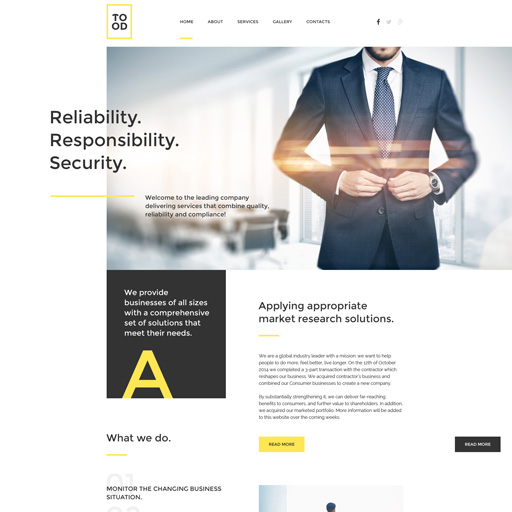 TO
OD
HOME
ABOUT
SERVICES
GALLERY
CONTACTS
Reliability.
Responsibility.
Security.
Welcome to the leading company
delivering services that combine quality,
reliability and compliance!
We provide
businesses of all sizes
with a comprehensive
set of solutions that
meet their needs.
A
Applying appropriate
market research solutions.
We are a global industry leader with a mission: we want to help
people to do more, feel better, live longer. On the 12th of October
2014 we completed a 3-part transaction with the contractor which
reshapes our business. We acquired contractor's business and
combined our Consumer businesses to create a new company.
By substantially strengthening it, we can deliver far-reaching
benefits to consumers, and further value to shareholders. In addition,
we acquired our marketed portfolio. More information will be added
to this website over the coming weeks.
READ MORE
READ MORE
What we do.
01
MONITOR THE CHANGING BUSINESS
SITUATION.